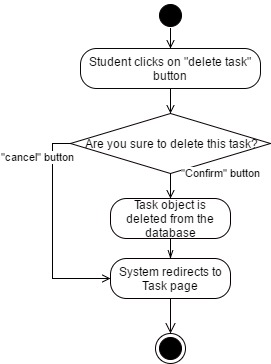 Student clicks on "delete task"
button
Are you sure to delete this task?
"cancel" button
"Confirm" button
Task object is
deleted from the
database
System redirects to
Task page